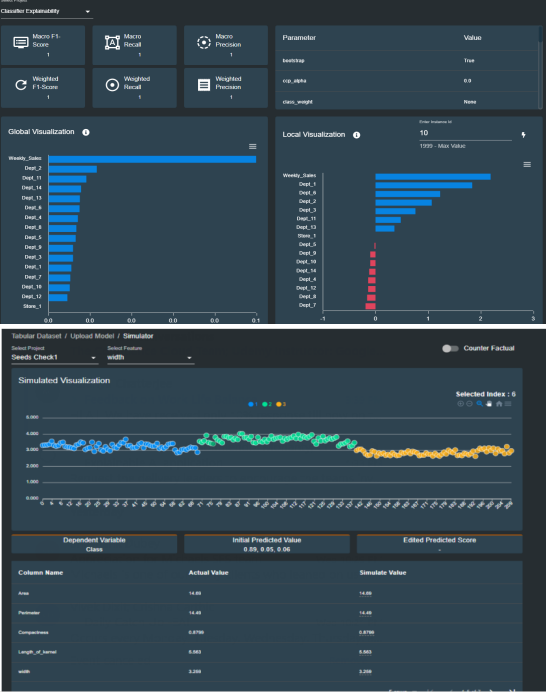 Select Project
Classifier Explainability
Macro F1-
Score
1
Macro
Recall
1
Macro
Precision
1
Weighted
F1-Score
1
Weighted
Recall
1
Weighted
Precision
1
Parameter Value
bootstrap True
ccp_alpha 0.0
class_weight None
Global Visualization
Weekly_Sales
Dept_2
Dept_11
Dept_14
Dept_13
Dept_6
Dept_4
Dept_8
Dept_5
Dept_9
Dept_3
Dept_1
Dept_7
Dept_10
Dept_12
Store_1
0.0 0.0 0.0 0.0 0.0 0.1
Local Visualization
Enter Instance Id
10
1999 - Max Value
Weekly_Sales
Dept_1
Dept_6
Dept_2
Dept_3
Dept_11
Dept_13
Store_1
Dept_5
Dept_9
Dept_10
Dept_14
Dept_4
Dept_12
Dept_8
Dept_7
-1 0 1 2 3
Tabular Dataset / Upload Model / Simulator
Select Project
Seeds Check1
Select Feature
width
Counter Factual
Simulated Visualization
Selected Index : 6
1 2 3
5.000
4.000
3.000
2.000
1.000
0.000
Dependent Variable
Class
Initial Predicted Value
0.89, 0.05, 0.06
Edited Predicted Score
-
Column Name Actual Value Simulate Value
Area 14.69 14.69
Perimeter 14.49 14.49
Compactness 0.8799 0.8799
Length_of_kernel 5.563 5.563
width 3.259 3.259